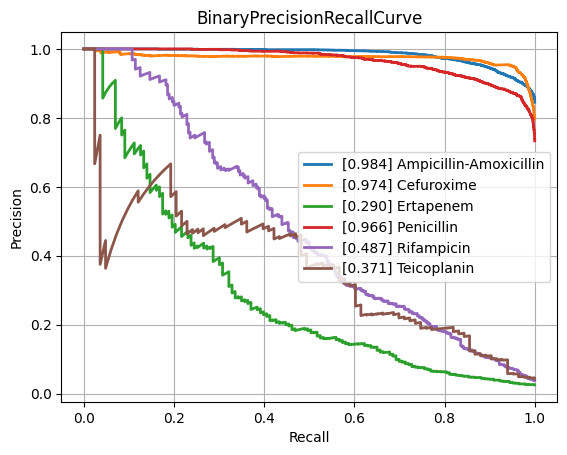 BinaryPrecisionRecallCurve
Precision
1.0
0.8
0.6
0.4
0.2
0.0
[0.984] Ampicillin-Amoxicillin
[0.974] Cefuroxime
[0.290] Ertapenem
[0.966] Penicillin
[0.487] Rifampicin
[0.371] Teicoplanin
0.0 0.2 0.4 0.6 0.8 1.0
Recall